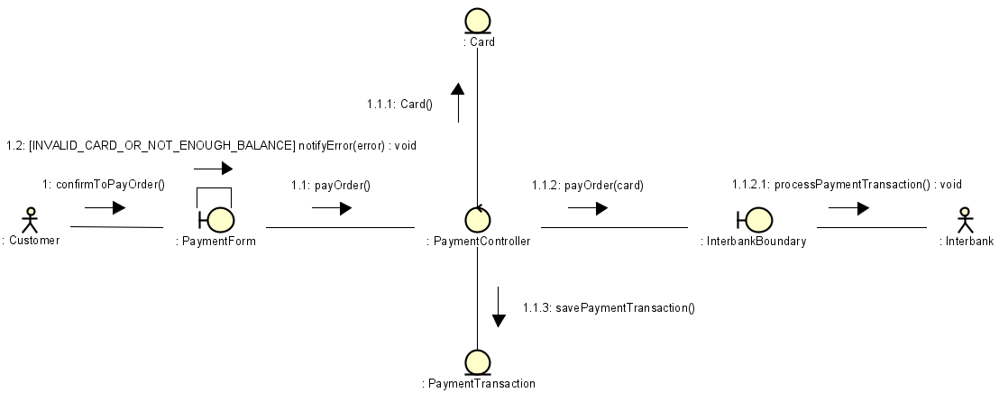 : Card
1.1.1: Card()
1.2: [INVALID_CARD_OR_NOT_ENOUGH_BALANCE] notifyError(error) : void
1: confirmToPayOrder()
1.1: payOrder()
1.1.2: payOrder(card)
1.1.2.1: processPaymentTransaction() : void
: Customer
: PaymentForm
: PaymentController
: InterbankBoundary
: Interbank
1.1.3: savePaymentTransaction()
: PaymentTransaction